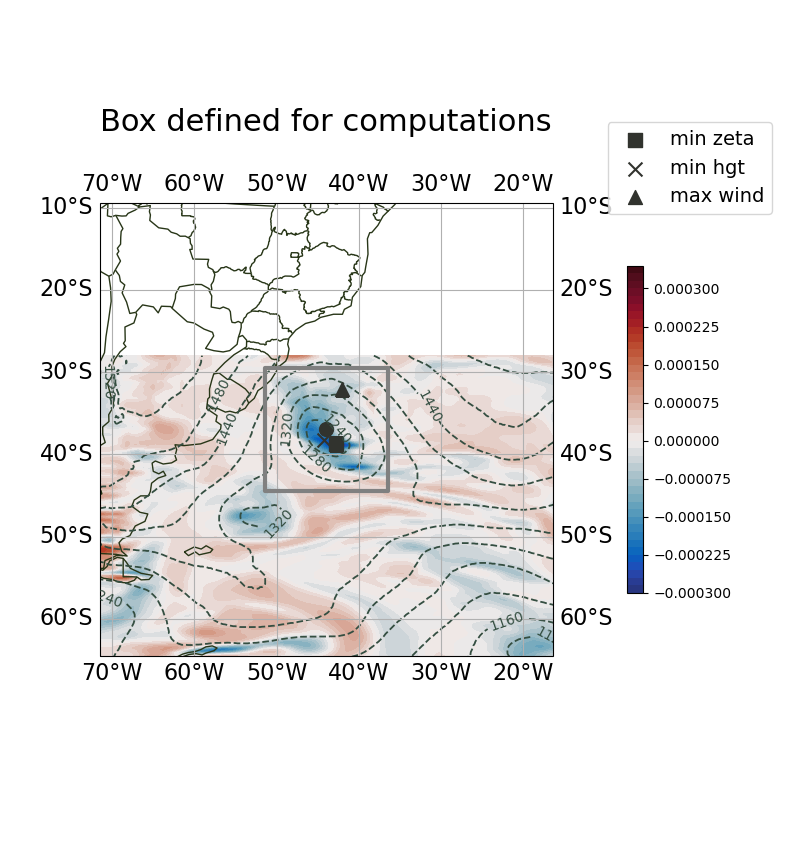 Box defined for computations
min zeta
min hgt
max wind
70°W 60°W 50°W 40°W 30°W 20°W
10°S 10°S
20°S 20°S
30°S 30°S
40°S 40°S
50°S 50°S
60°S 60°S
70°W 60°W 50°W 40°W 30°W 20°W
1480
1440
1440
1320
1240
1280
1320
240
1160
11
0.000300
0.000225
0.000150
0.000075
0.000000
−0.000075
−0.000150
−0.000225
−0.000300